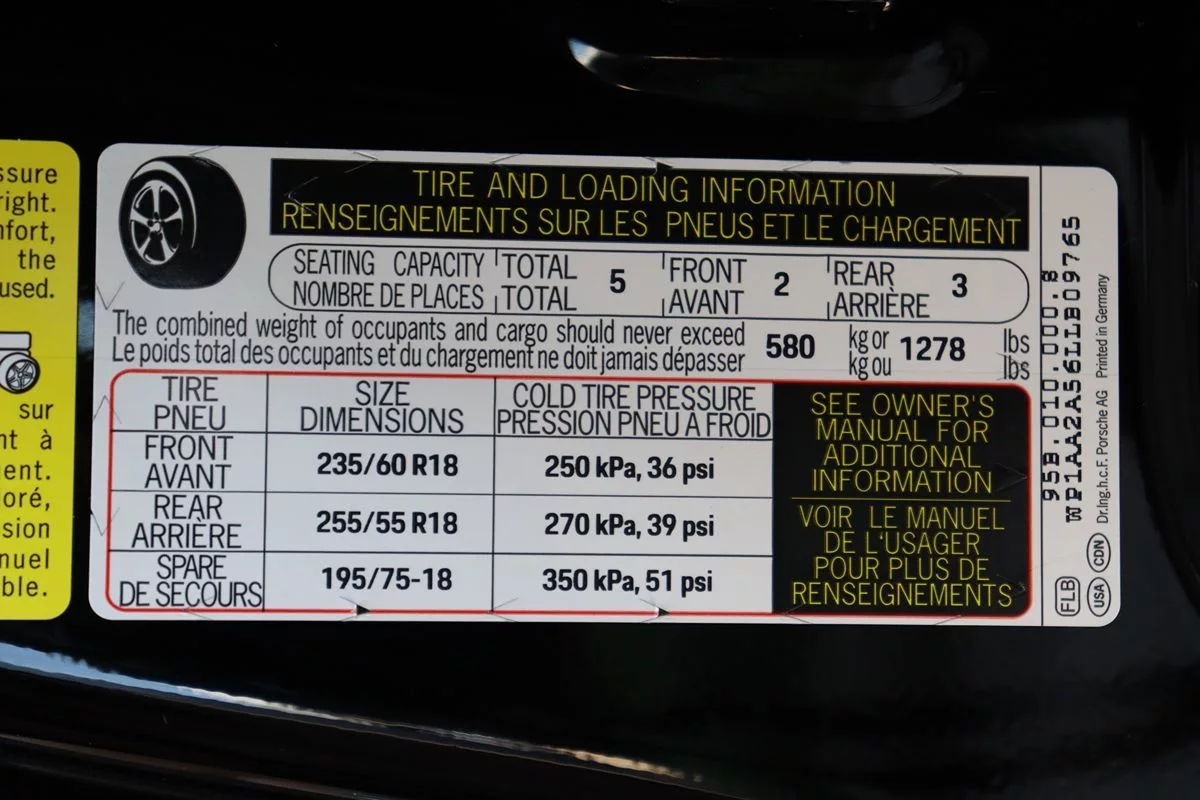 ssure
right.
nfort,
the
used.
sur
nt à
nent.
loré,
ssion
nuel
ble.
TIRE AND LOADING INFORMATION
RENSEIGNEMENTS SUR LES PNEUS ET LE CHARGEMENT
SEATING CAPACITY TOTAL 5 FRONT 2 REAR 3
NOMBRE DE PLACES TOTAL AVANT ARRIÈRE
The combined weight of occupants and cargo should never exceed 580 kg or 1278 lbs
Le poids total des occupants et du chargement ne doit jamais dépasser kg ou lbs
TIRE SIZE COLD TIRE PRESSURE
PNEU DIMENSIONS PRESSION PNEU À FROID
FRONT
AVANT 235/60 R18 250 kPa, 36 psi
REAR
ARRIÈRE 255/55 R18 270 kPa, 39 psi
SPARE
DE SECOURS 195/75-18 350 kPa, 51 psi
SEE OWNER'S
MANUAL FOR
ADDITIONAL
INFORMATION
VOIR LE MANUEL
DE L'USAGER
POUR PLUS DE
RENSEIGNEMENTS
95B.010.000.8
WP1AA2A56LLB09765
Dr.Ing.h.c.F. Porsche AG Printed in Germany
FLB
USA CDN